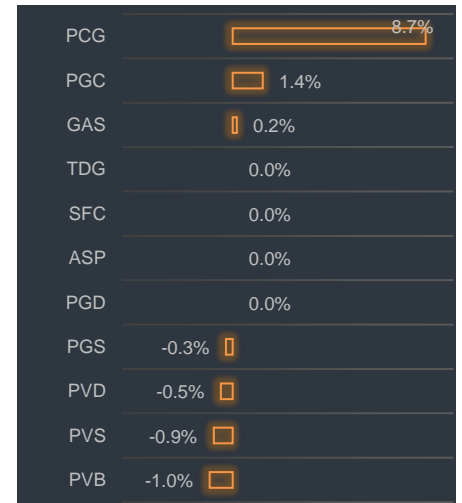 PCG 8.7%
PGC 1.4%
GAS 0.2%
TDG 0.0%
SFC 0.0%
ASP 0.0%
PGD 0.0%
PGS -0.3%
PVD -0.5%
PVS -0.9%
PVB -1.0%